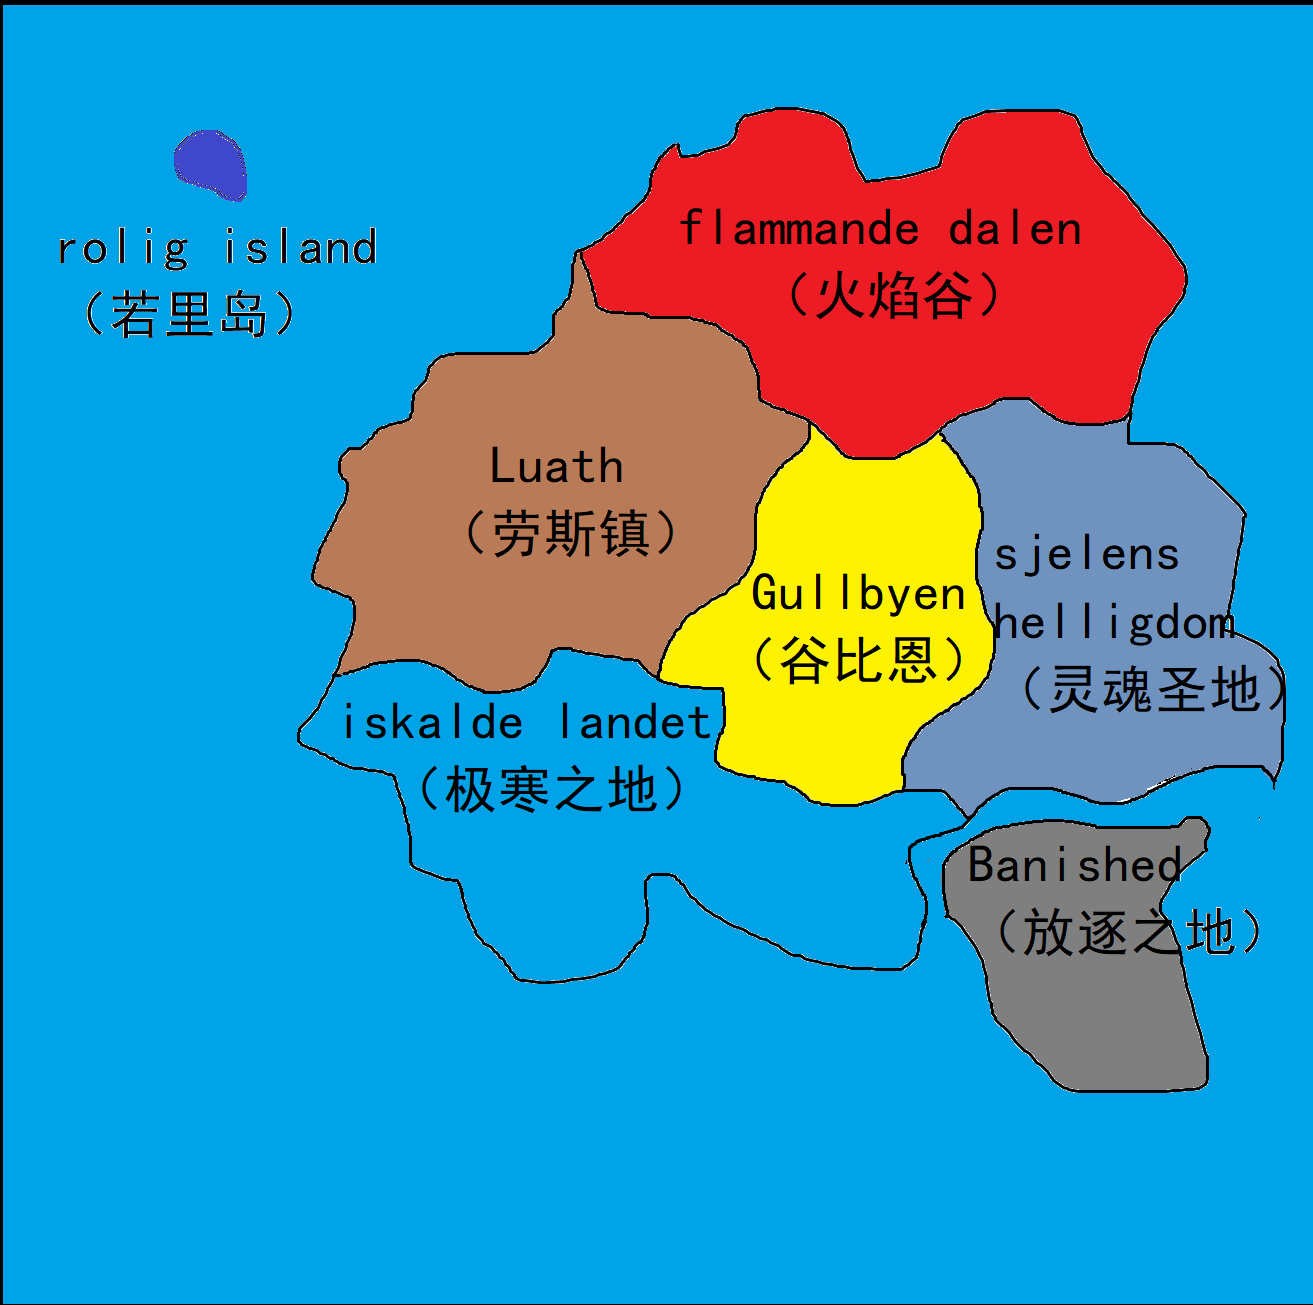 flammande dalen
（火焰谷）
rolig island
（若里岛）
Luath
（劳斯镇）
sjelens
helligdom
（灵魂圣地）
Gullbyen
（谷比恩）
iskalde landet
（极寒之地）
Banished
（放逐之地）